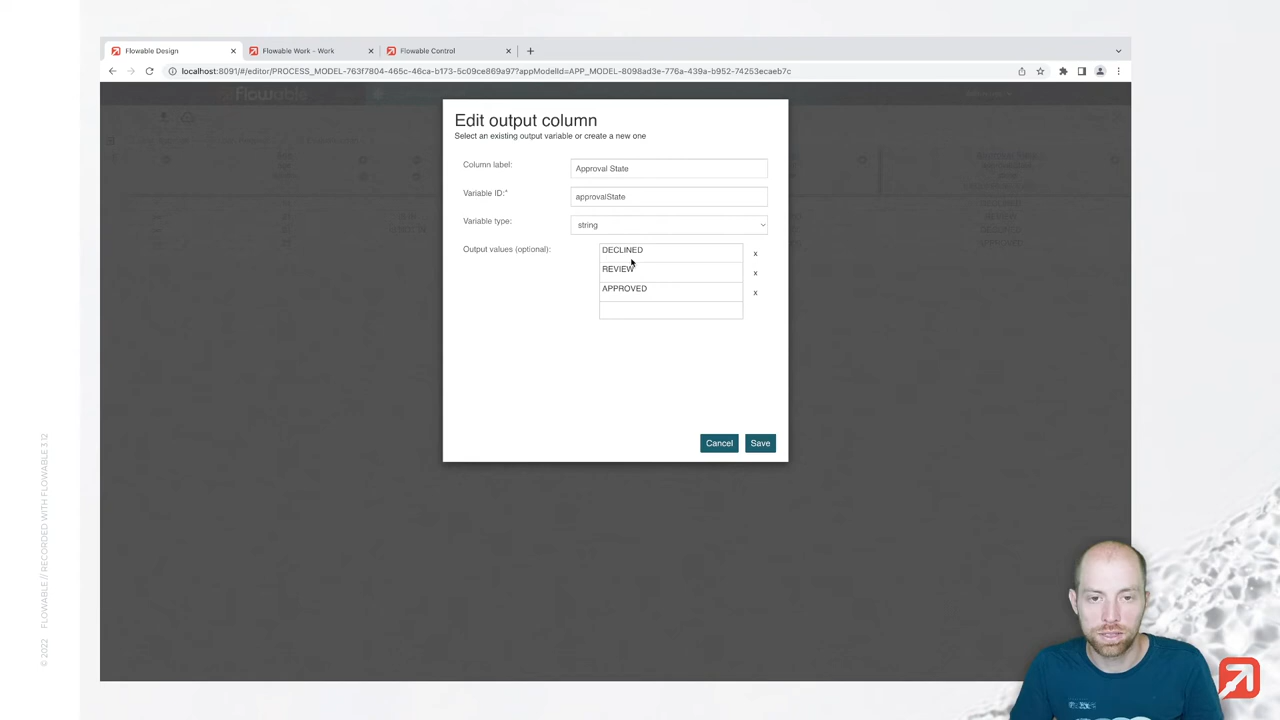 Flowable Design
Flowable Work - Work
Flowable Control
localhost:8091/#/editor/PROCESS_MODEL-763f7804-465c-46ca-b173-5c09ce869a97?appModelId=APP_MODEL-8098ad3e-776a-439a-b952-74253ecaeb7c
Flowable
Edit output column
Select an existing output variable or create a new one
Column label:
Approval State
Variable ID:*
approvalState
Variable type:
string
Output values (optional):
DECLINED
x
REVIEW
x
APPROVED
x
Cancel
Save
© 2022 FLOWABLE // RECORDED WITH FLOWABLE 3.12